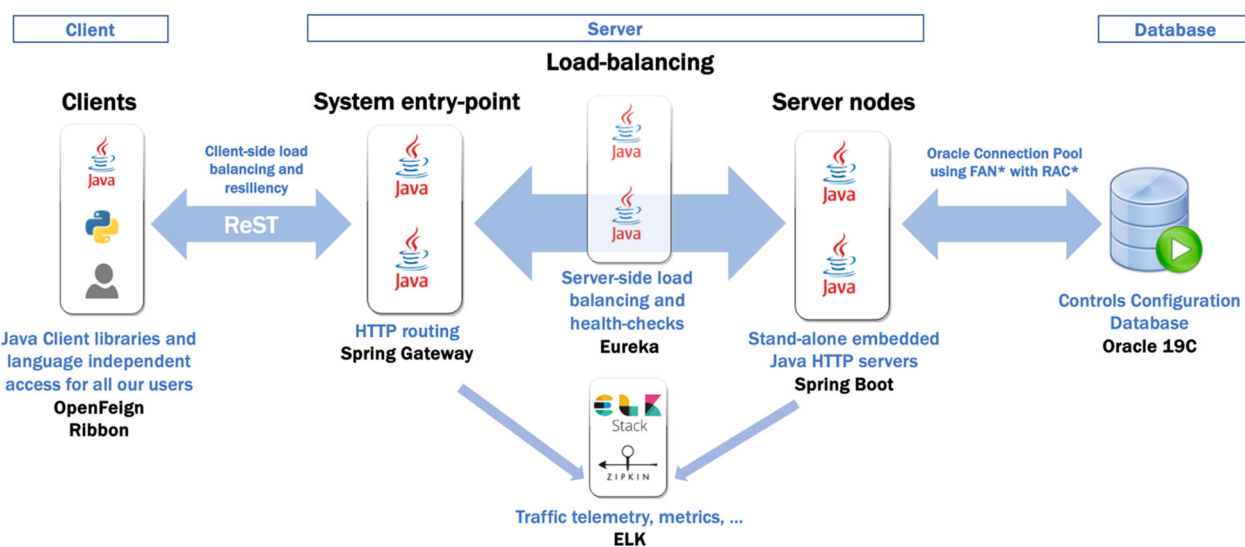 Client
Server
Database
Load-balancing
Clients
System entry-point
Server nodes
Java
Client-side load
balancing and
resiliency
ReST
Java
Java
Java
Java
Java
Java
Oracle Connection Pool
using FAN* with RAC*
Java Client libraries and
language independent
access for all our users
OpenFeign
Ribbon
HTTP routing
Spring Gateway
Server-side load
balancing and
health-checks
Eureka
Stand-alone embedded
Java HTTP servers
Spring Boot
Controls Configuration
Database
Oracle 19C
ELK
Stack
ZIPKIN
Traffic telemetry, metrics, ...
ELK